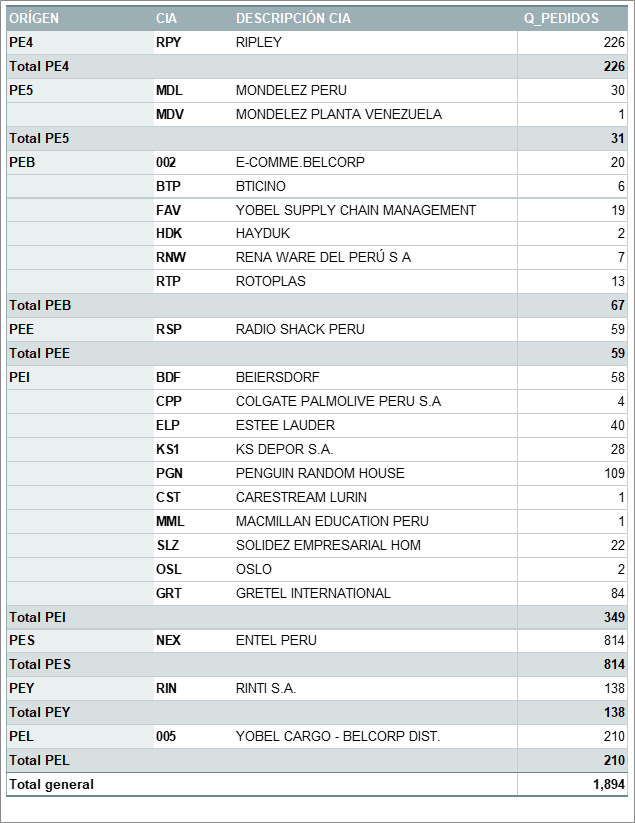 ORÍGEN CIA DESCRIPCIÓN CIA Q_PEDIDOS
PE4 RPY RIPLEY 226
Total PE4 226
PE5 MDL MONDELEZ PERU 30
MDV MONDELEZ PLANTA VENEZUELA 1
Total PE5 31
PEB 002 E-COMME.BELCORP 20
BTP BTICINO 6
FAV YOBEL SUPPLY CHAIN MANAGEMENT 19
HDK HAYDUK 2
RNW RENA WARE DEL PERÚ S A 7
RTP ROTOPLAS 13
Total PEB 67
PEE RSP RADIO SHACK PERU 59
Total PEE 59
PEI BDF BEIERSDORF 58
CPP COLGATE PALMOLIVE PERU S.A 4
ELP ESTEE LAUDER 40
KS1 KS DEPOR S.A. 28
PGN PENGUIN RANDOM HOUSE 109
CST CARESTREAM LURIN 1
MML MACMILLAN EDUCATION PERU 1
SLZ SOLIDEZ EMPRESARIAL HOM 22
OSL OSLO 2
GRT GRETEL INTERNATIONAL 84
Total PEI 349
PES NEX ENTEL PERU 814
Total PES 814
PEY RIN RINTI S.A. 138
Total PEY 138
PEL 005 YOBEL CARGO - BELCORP DIST. 210
Total PEL 210
Total general 1,894